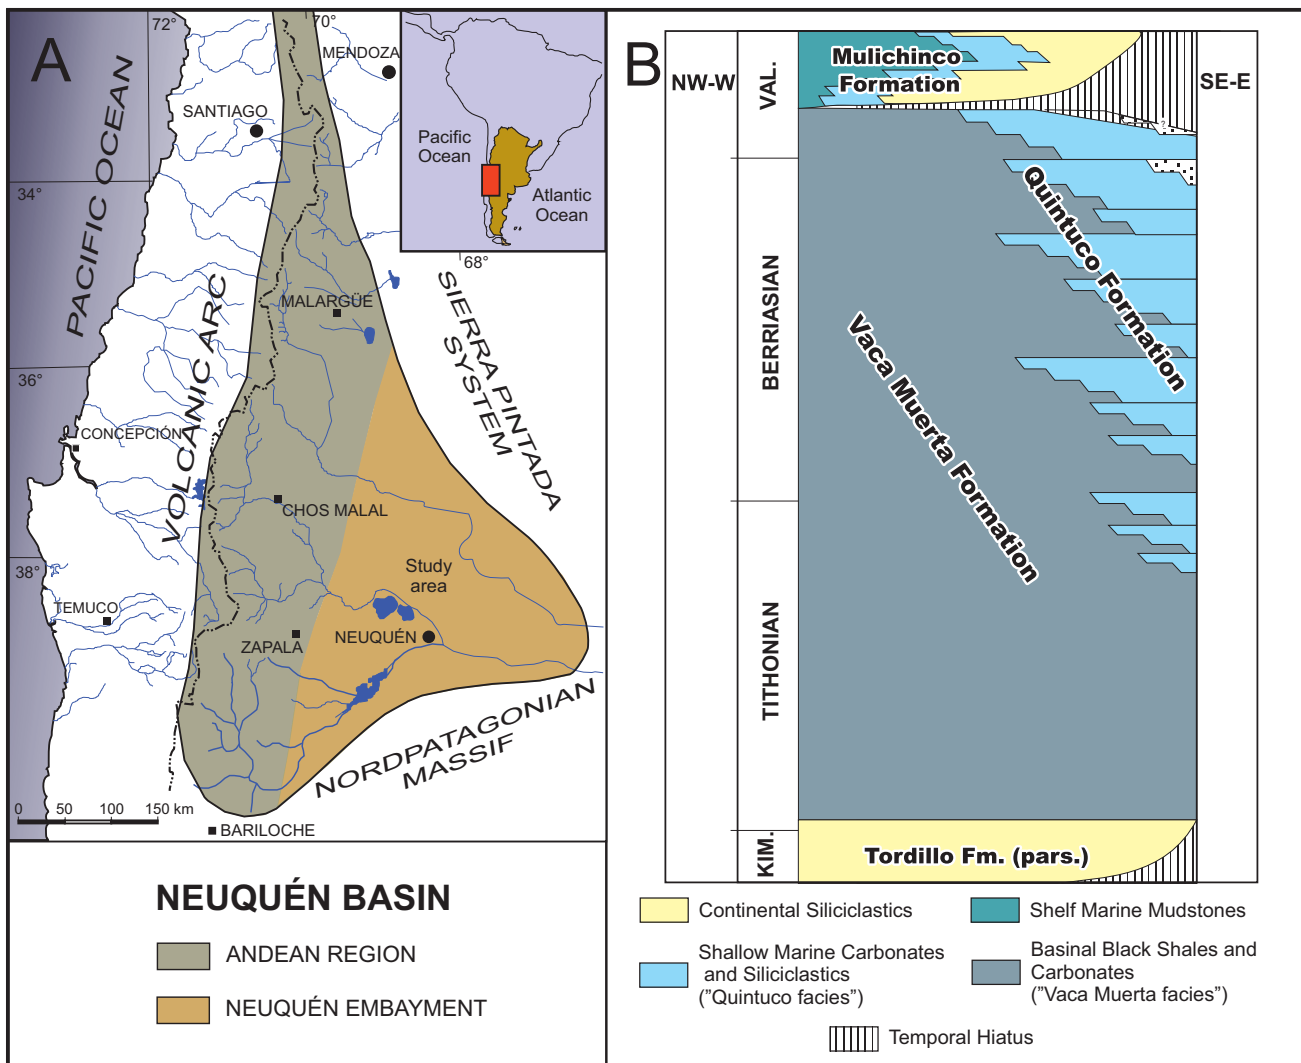 A
72°
70°
MENDOZA
SANTIAGO
PACIFIC OCEAN
34°
Pacific
Ocean
Atlantic
Ocean
68°
MALARGÜE
SIERRA PINTADA
SYSTEM
VOLCANIC ARC
36°
CONCEPCIÓN
CHOS MALAL
38°
Study
area
TEMUCO
NEUQUÉN
ZAPALA
NORDPATAGONIAN
MASSIF
0 50 100 150 km
BARILOCHE
NEUQUÉN BASIN
ANDEAN REGION
NEUQUÉN EMBAYMENT
B
NW-W
SE-E
VAL.
Mulichinco
Formation
?
BERRIASIAN
Quintuco Formation
Vaca Muerta Formation
TITHONIAN
KIM.
Tordillo Fm. (pars.)
Continental Siliciclastics
Shelf Marine Mudstones
Shallow Marine Carbonates
and Siliciclastics
("Quintuco facies")
Basinal Black Shales and
Carbonates
("Vaca Muerta facies")
Temporal Hiatus